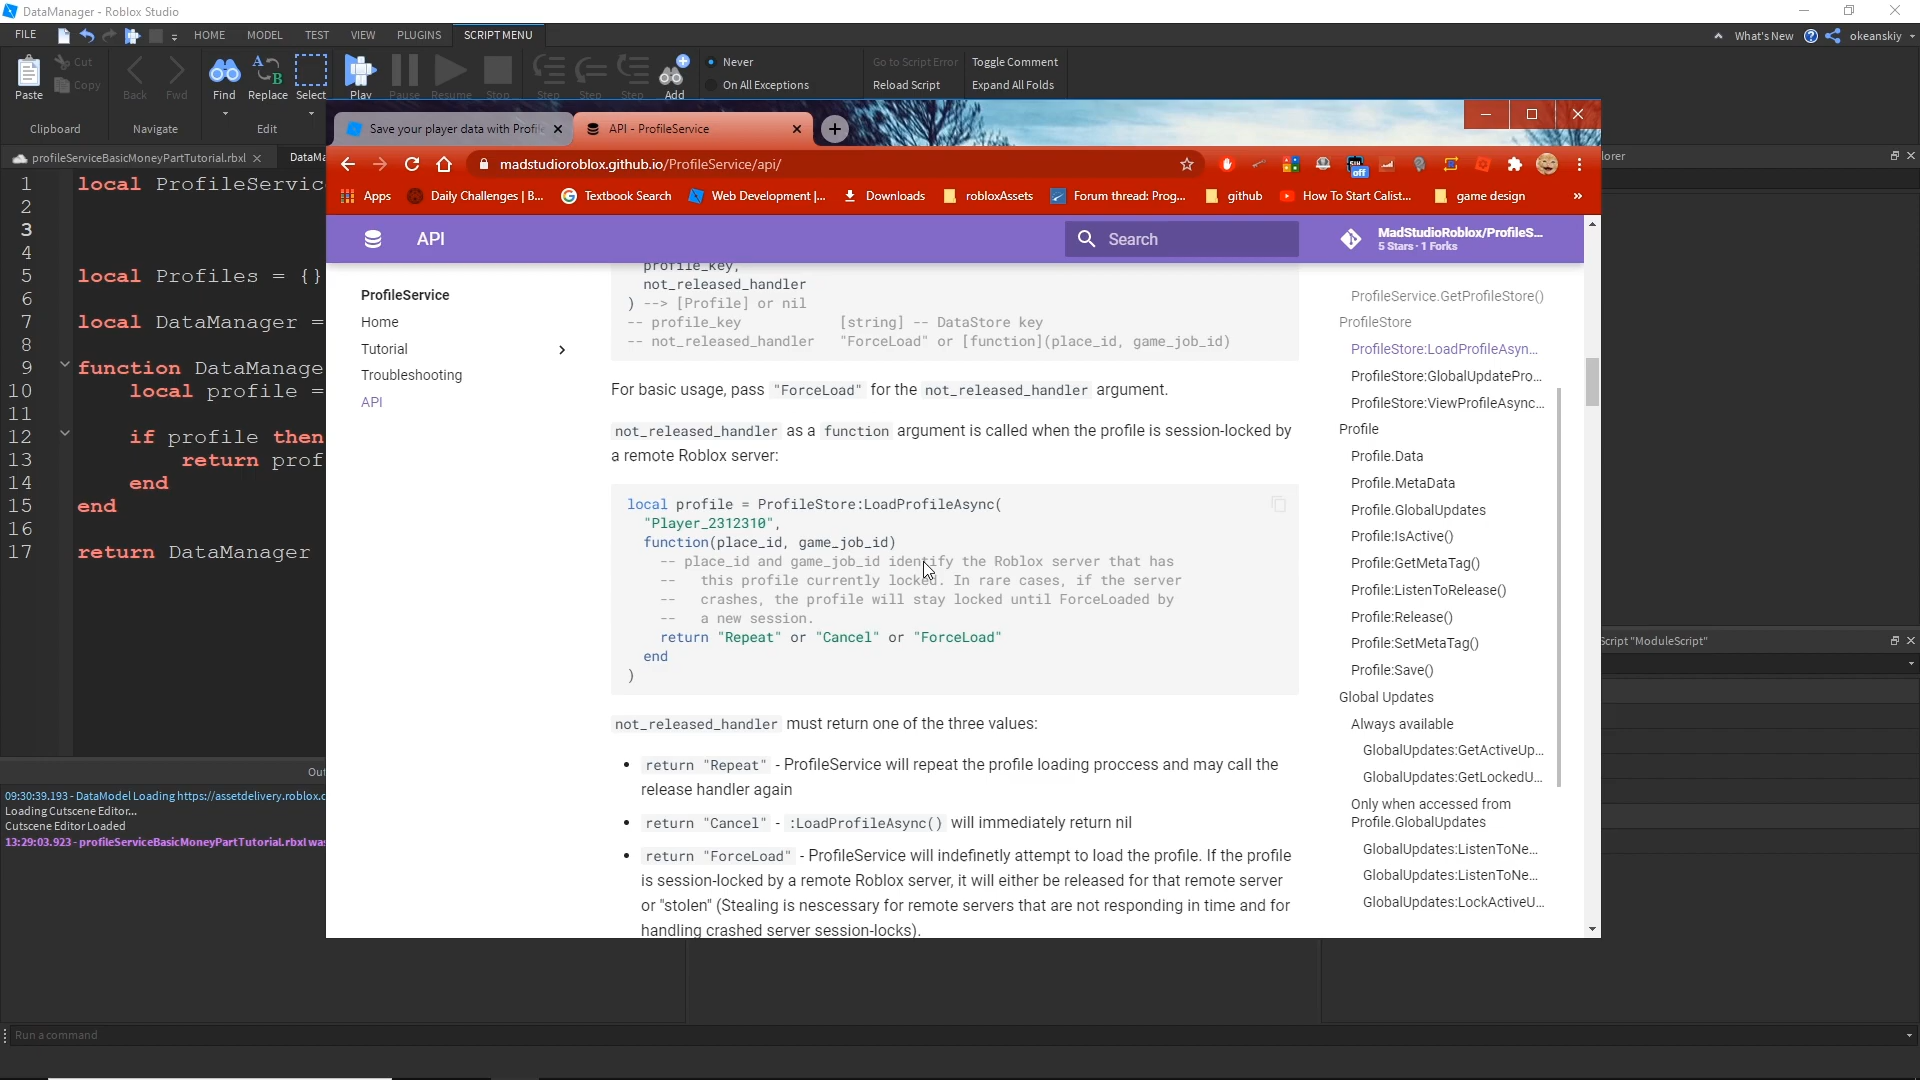 DataManager - Roblox Studio
FILE HOME MODEL TEST VIEW PLUGINS SCRIPT MENU What's New okeanskiy
Paste Cut Copy Back Fwd Find Replace Select Play Pause Resume Stop Step Step Step Add
Never Go to Script Error Toggle Comment
On All Exceptions Reload Script Expand All Folds
Clipboard Navigate Edit
profileServiceBasicMoneyPartTutorial.rbxl DataMa
1 local ProfileServic
2
3
4
5 local Profiles = {}
6
7 local DataManager =
8
9 function DataManage
10 local profile =
11
12 if profile then
13 return prof
14 end
15 end
16
17 return DataManager
Out
09:30:39.193 - DataModel Loading https://assetdelivery.roblox.c
Loading Cutscene Editor...
Cutscene Editor Loaded
13:29:03.923 - profileServiceBasicMoneyPartTutorial.rbxl was
Run a command
Save your player data with Profile
API - ProfileService
madstudioroblox.github.io/ProfileService/api/
off
Apps Daily Challenges | B... Textbook Search Web Development |... Downloads robloxAssets Forum thread: Prog... github How To Start Calist... game design »
API
Search
MadStudioRoblox/ProfileS...
5 Stars · 1 Forks
ProfileService
Home
Tutorial
Troubleshooting
API
profile_key,
not_released_handler
) --> [Profile] or nil
-- profile_key [string] -- DataStore key
-- not_released_handler "ForceLoad" or [function](place_id, game_job_id)
For basic usage, pass "ForceLoad" for the not_released_handler argument.
not_released_handler as a function argument is called when the profile is session-locked by
a remote Roblox server:
local profile = ProfileStore:LoadProfileAsync(
"Player_2312310",
function(place_id, game_job_id)
-- place_id and game_job_id identify the Roblox server that has
-- this profile currently locked. In rare cases, if the server
-- crashes, the profile will stay locked until ForceLoaded by
-- a new session.
return "Repeat" or "Cancel" or "ForceLoad"
end
)
not_released_handler must return one of the three values:
• return "Repeat" - ProfileService will repeat the profile loading proccess and may call the
release handler again
• return "Cancel" - :LoadProfileAsync() will immediately return nil
• return "ForceLoad" - ProfileService will indefinetly attempt to load the profile. If the profile
is session-locked by a remote Roblox server, it will either be released for that remote server
or "stolen" (Stealing is nescessary for remote servers that are not responding in time and for
handling crashed server session-locks).
ProfileService.GetProfileStore()
ProfileStore
ProfileStore:LoadProfileAsyn...
ProfileStore:GlobalUpdatePro...
ProfileStore:ViewProfileAsync...
Profile
Profile.Data
Profile.MetaData
Profile.GlobalUpdates
Profile:IsActive()
Profile:GetMetaTag()
Profile:ListenToRelease()
Profile:Release()
Profile:SetMetaTag()
Profile:Save()
Global Updates
Always available
GlobalUpdates:GetActiveUp...
GlobalUpdates:GetLockedU...
Only when accessed from
Profile.GlobalUpdates
GlobalUpdates:ListenToNe...
GlobalUpdates:ListenToNe...
GlobalUpdates:LockActiveU...
lorer
Script "ModuleScript"